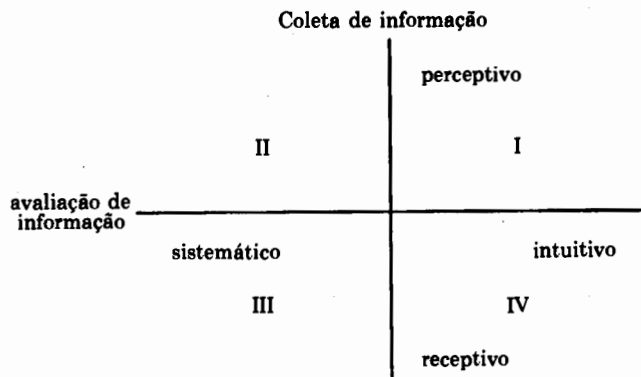 Coleta de informação
perceptivo
II
I
avaliação de
informação
sistemático
intuitivo
III
IV
receptivo